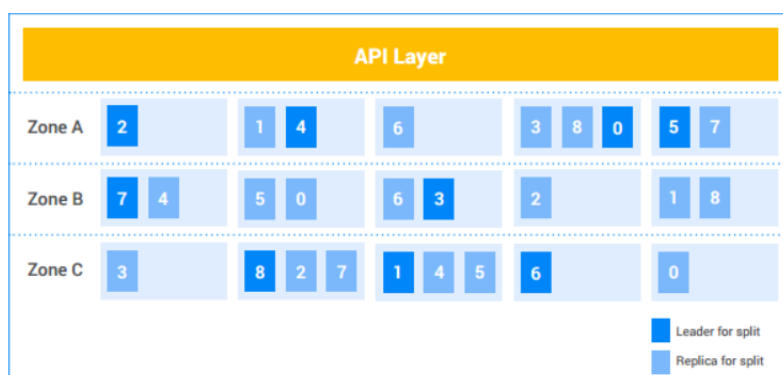 API Layer
Zone A 2 1 4 6 3 8 0 5 7
Zone B 7 4 5 0 6 3 2 1 8
Zone C 3 8 2 7 1 4 5 6 0
Leader for split
Replica for split